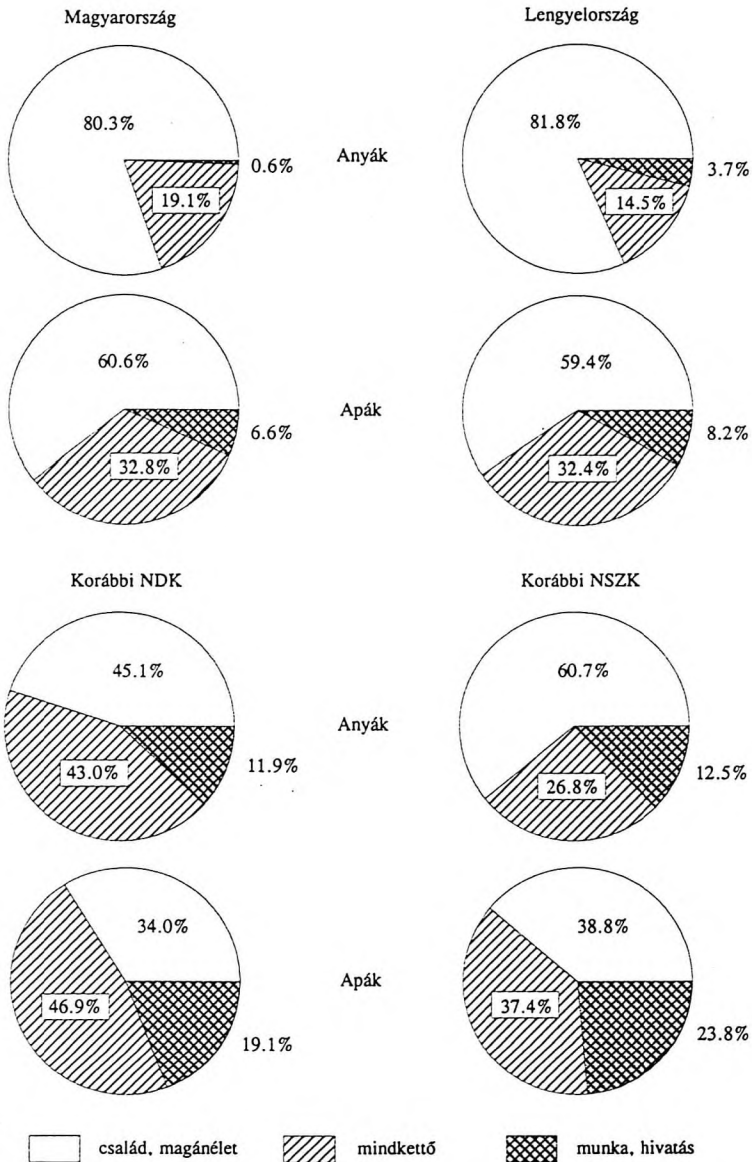 Magyarország Lengyelország
80.3% 81.8%
0.6% Anyák 3.7%
19.1% 14.5%
60.6% 59.4%
6.6% Apák 8.2%
32.8% 32.4%
Korábbi NDK Korábbi NSZK
45.1% 60.7%
Anyák
43.0% 11.9% 26.8% 12.5%
34.0% 38.8%
46.9% Apák 37.4%
19.1% 23.8%
család, magánélet mindkettő munka, hivatás